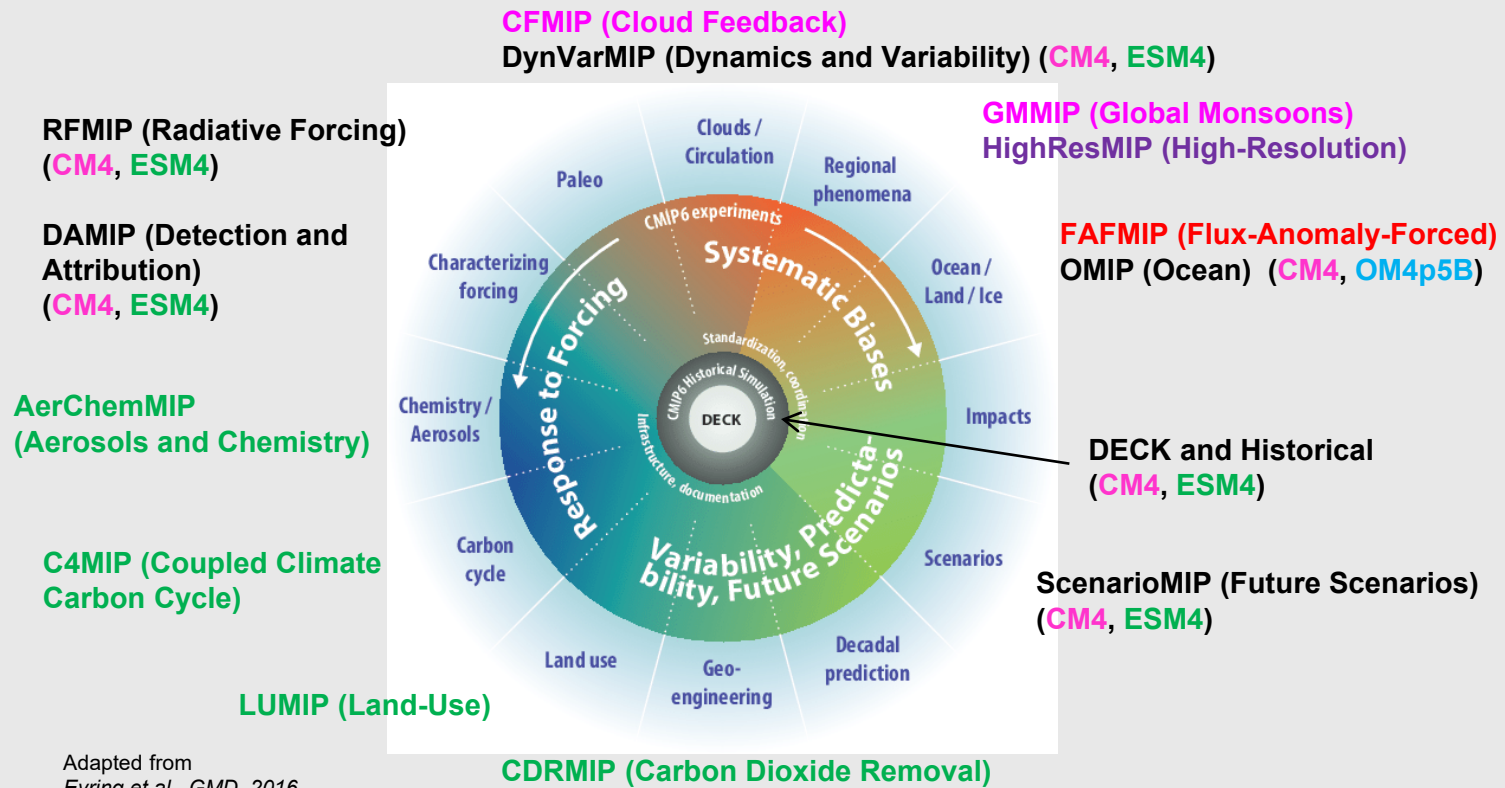 CFMIP (Cloud Feedback)
DynVarMIP (Dynamics and Variability) (CM4, ESM4)
RFMIP (Radiative Forcing)
(CM4, ESM4)
DAMIP (Detection and
Attribution)
(CM4, ESM4)
AerChemMIP
(Aerosols and Chemistry)
C4MIP (Coupled Climate
Carbon Cycle)
LUMIP (Land-Use)
Adapted from
Eyring et al., GMD, 2016
CDRMIP (Carbon Dioxide Removal)
GMMIP (Global Monsoons)
HighResMIP (High-Resolution)
FAFMIP (Flux-Anomaly-Forced)
OMIP (Ocean) (CM4, OM4p5B)
DECK and Historical
(CM4, ESM4)
ScenarioMIP (Future Scenarios)
(CM4, ESM4)
Clouds /
Circulation
Regional
phenomena
Ocean /
Land / Ice
Impacts
Scenarios
Decadal
prediction
Geo-
engineering
Land use
Carbon
cycle
Chemistry /
Aerosols
Characterizing
forcing
Paleo
CMIP6 experiments
Systematic Biases
Response to Forcing
Variability, Predicta-
bility, Future Scenarios
Standardization, coordination
Infrastructure, documentation
CMIP6 Historical Simulation
DECK